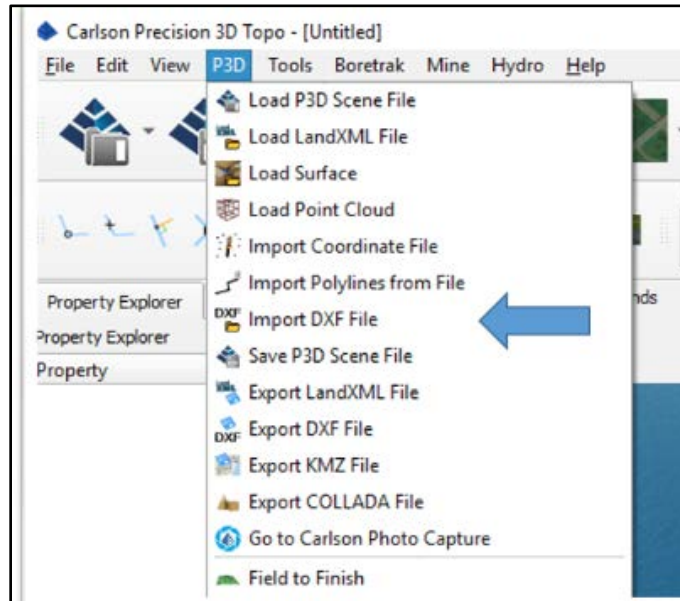 Carlson Precision 3D Topo - [Untitled]
File Edit View P3D Tools Boretrak Mine Hydro Help
Load P3D Scene File
Load LandXML File
Load Surface
Load Point Cloud
Import Coordinate File
Import Polylines from File
Property Explorer
DXF Import DXF File
Property Explorer
Save P3D Scene File
Property
Export LandXML File
DXF Export DXF File
Export KMZ File
Export COLLADA File
Go to Carlson Photo Capture
Field to Finish